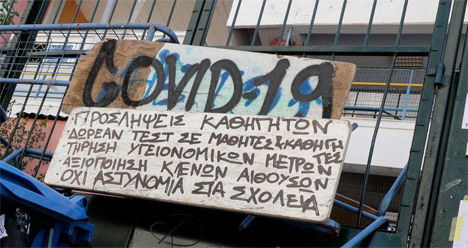 COVID-19
·ΠΡΟΣΛΗΨΕΙΣ ΚΑΘΗΓΗΤΩΝ
·ΔΩΡΕΑΝ ΤΕΣΤ ΣΕ ΜΑΘΗΤΕΣ & ΚΑΘΗΓΗΤΕΣ
·ΤΗΡΗΣΗ ΥΓΕΙΟΝΟΜΙΚΩΝ ΜΕΤΡΩΝ
·ΑΞΙΟΠΟΙΗΣΗ ΚΕΝΩΝ ΑΙΘΟΥΣΩΝ
·ΟΧΙ ΑΣΤΥΝΟΜΙΑ ΣΤΑ ΣΧΟΛΕΙΑ